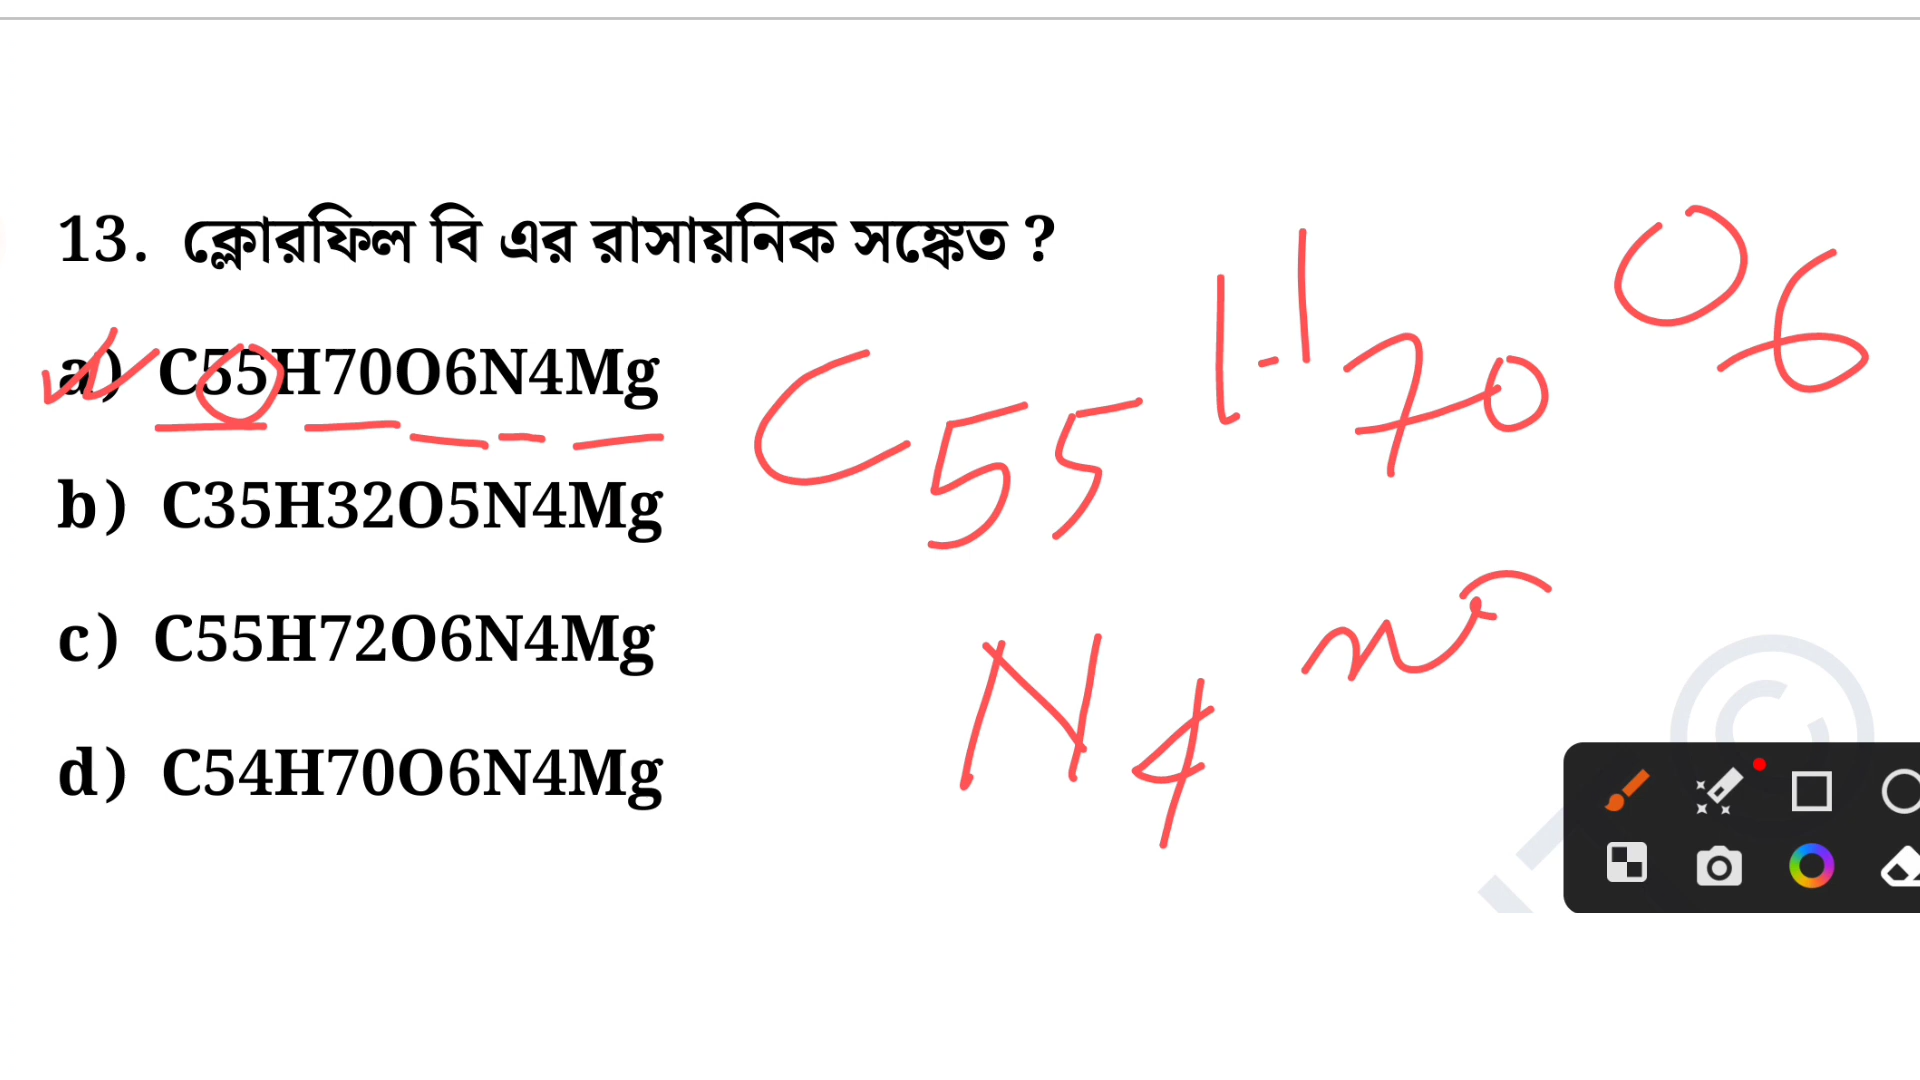 13. ক্লোরফিল বি এর রাসায়নিক সঙ্কেত ?
a) C55H70O6N4Mg
b) C35H32O5N4Mg
c) C55H72O6N4Mg
d) C54H70O6N4Mg
C55 H70 O6
N4